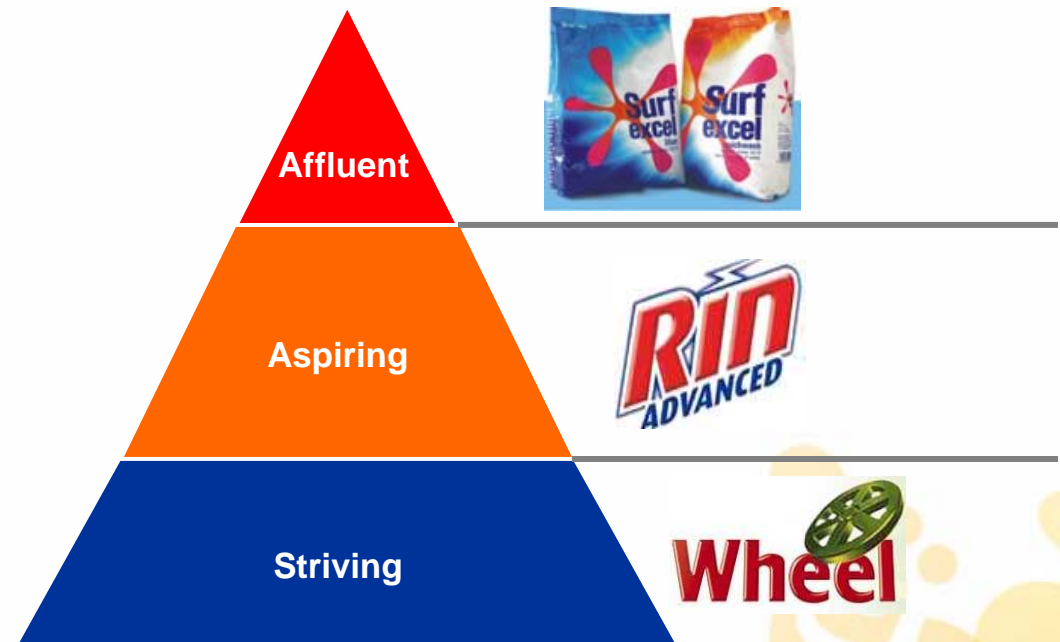 Affluent
Surf
excel
Surf
excel
Aspiring
Rin
ADVANCED
Striving
Wheel